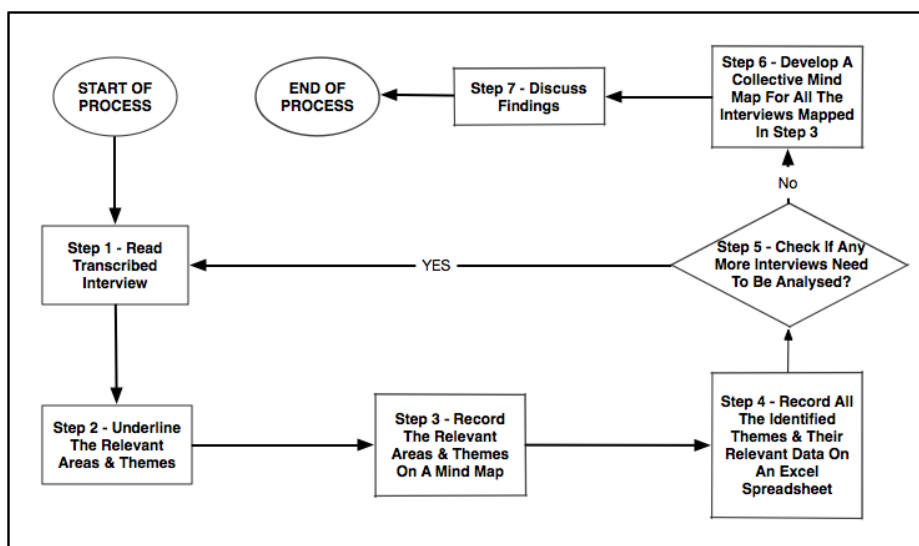 START OF
PROCESS
Step 1 - Read
Transcribed
Interview
Step 2 - Underline
The Relevant
Areas & Themes
Step 3 - Record
The Relevant
Areas & Themes
On A Mind Map
Step 4 - Record All
The Identified
Themes & Their
Relevant Data On
An Excel
Spreadsheet
Step 5 - Check If Any
More Interviews Need
To Be Analysed?
YES
No
Step 6 - Develop A
Collective Mind
Map For All The
Interviews Mapped
In Step 3
Step 7 - Discuss
Findings
END OF
PROCESS